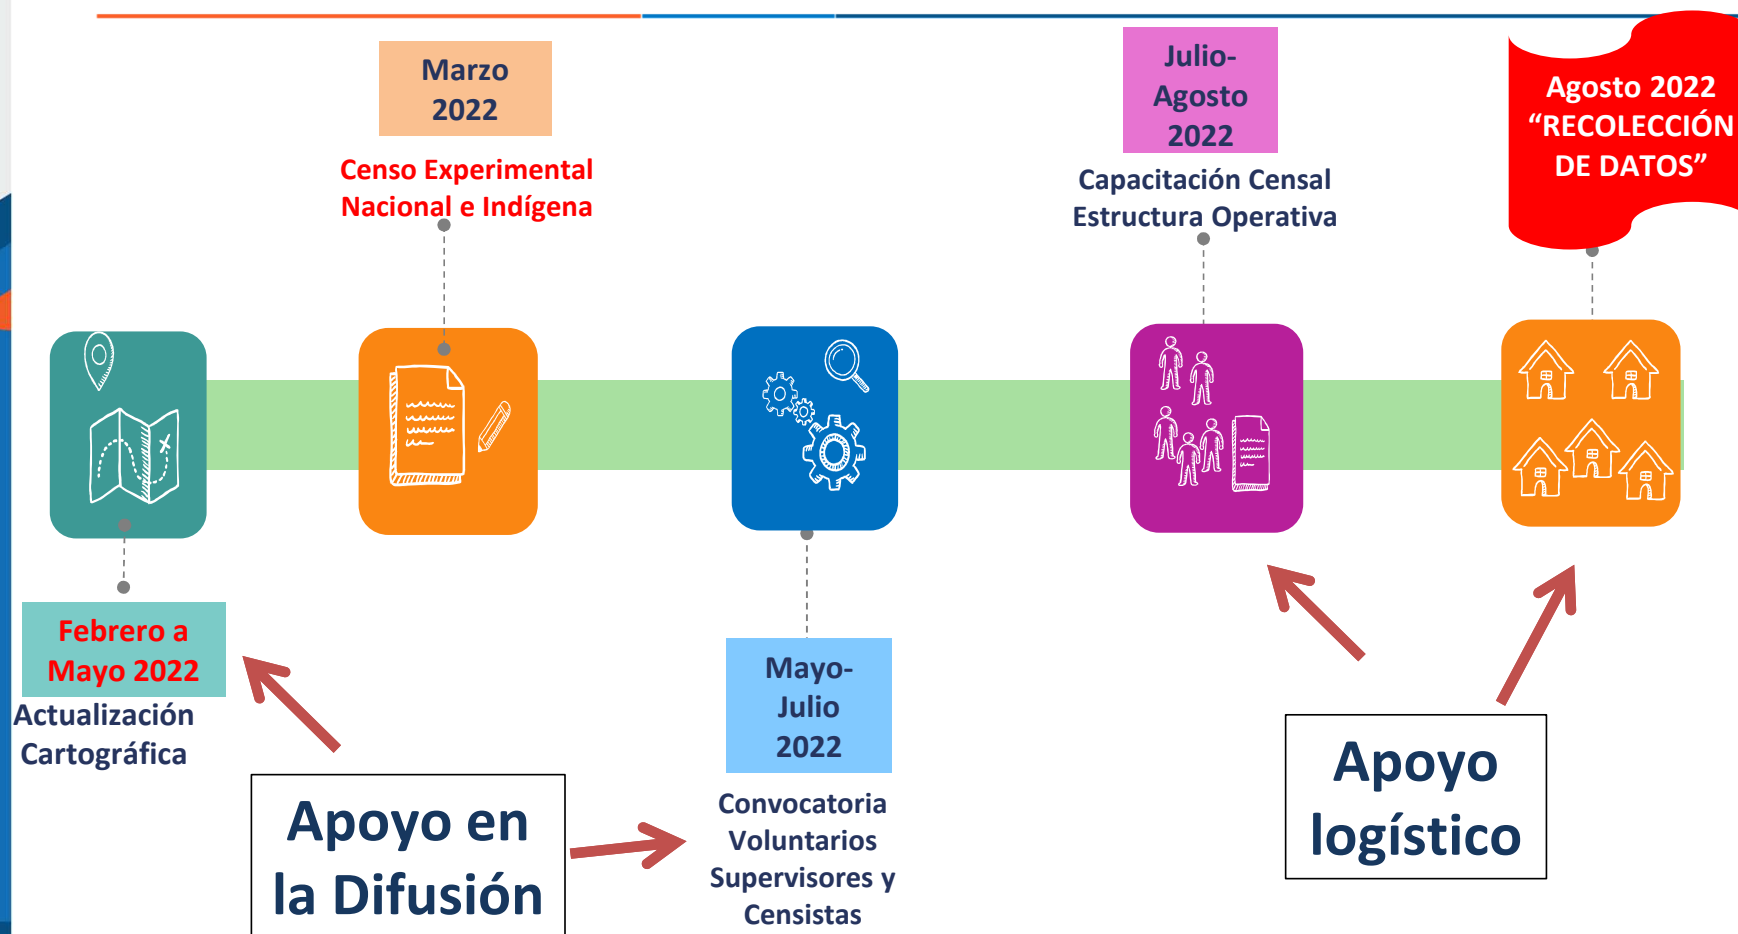 Marzo
2022
Censo Experimental
Nacional e Indígena
Julio-
Agosto
2022
Capacitación Censal
Estructura Operativa
Agosto 2022
“RECOLECCIÓN
DE DATOS”
Febrero a
Mayo 2022
Actualización
Cartográfica
Apoyo en
la Difusión
Mayo-
Julio
2022
Convocatoria
Voluntarios
Supervisores y
Censistas
Apoyo
logístico